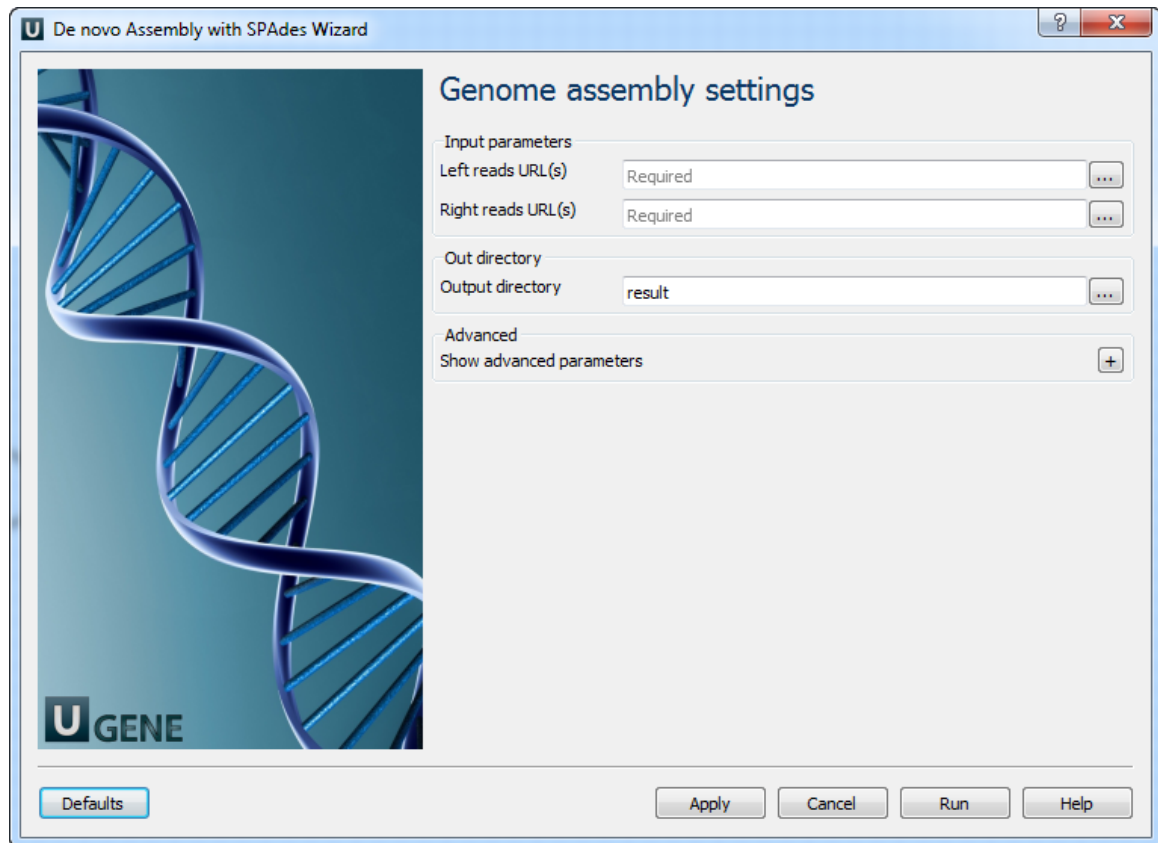 U De novo Assembly with SPAdes Wizard ? X
Genome assembly settings
Input parameters
Left reads URL(s) Required ...
Right reads URL(s) Required ...
Out directory
Output directory result ...
Advanced
Show advanced parameters +
U GENE
Defaults Apply Cancel Run Help